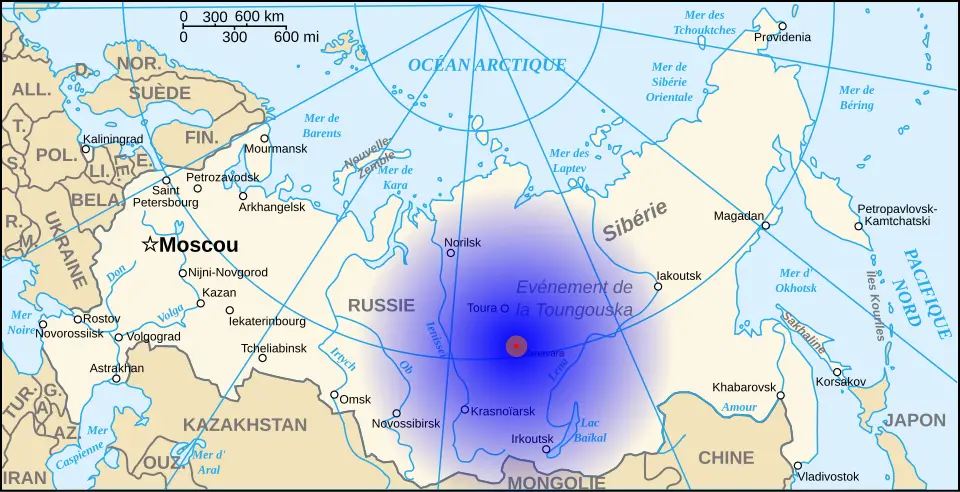 0 300 600 km
0 300 600 mi
OCÉAN ARCTIQUE
Mer des
Tchouktches
Providenia
Mer de
Sibérie
Orientale
Mer de
Béring
NOR.
D.
SUÈDE
ALL.
FIN.
T.
Kaliningrad
Mourmansk
Mer de
Barents
Nouvelle-
Zemble
Mer de
Kara
Mer des
Laptev
POL.
S.
LI.
E.
E.
BELA.
Saint
Petersbourg
Petrozavodsk
Arkhangelsk
Sibérie
Magadan
Petropavlovsk-
Kamtchatski
R.
M.
UKRAINE
Moscou
Norilsk
Iakoutsk
Mer d'
Okhotsk
PACIFIQUE
NORD
Îles Kouriles
Don
Nijni-Novgorod
Kazan
Volga
Iekaterinbourg
RUSSIE
Evénement de
la Toungouska
Toura
Vanavara
Iénisseï
Mer
Noire
Rostov
Novorossiisk
Volgograd
Tcheliabinsk
Irtych
Ob
Lena
Sakhaline
Korsakov
Astrakhan
TUR.
G.
A.
AZ.
Mer
Caspienne
IRAN
KAZAKHSTAN
Omsk
Novossibirsk
Krasnoïarsk
Irkoutsk
Lac
Baïkal
Khabarovsk
Amour
JAPON
OUZ.
Mer d'
Aral
MONGOLIE
CHINE
Vladivostok